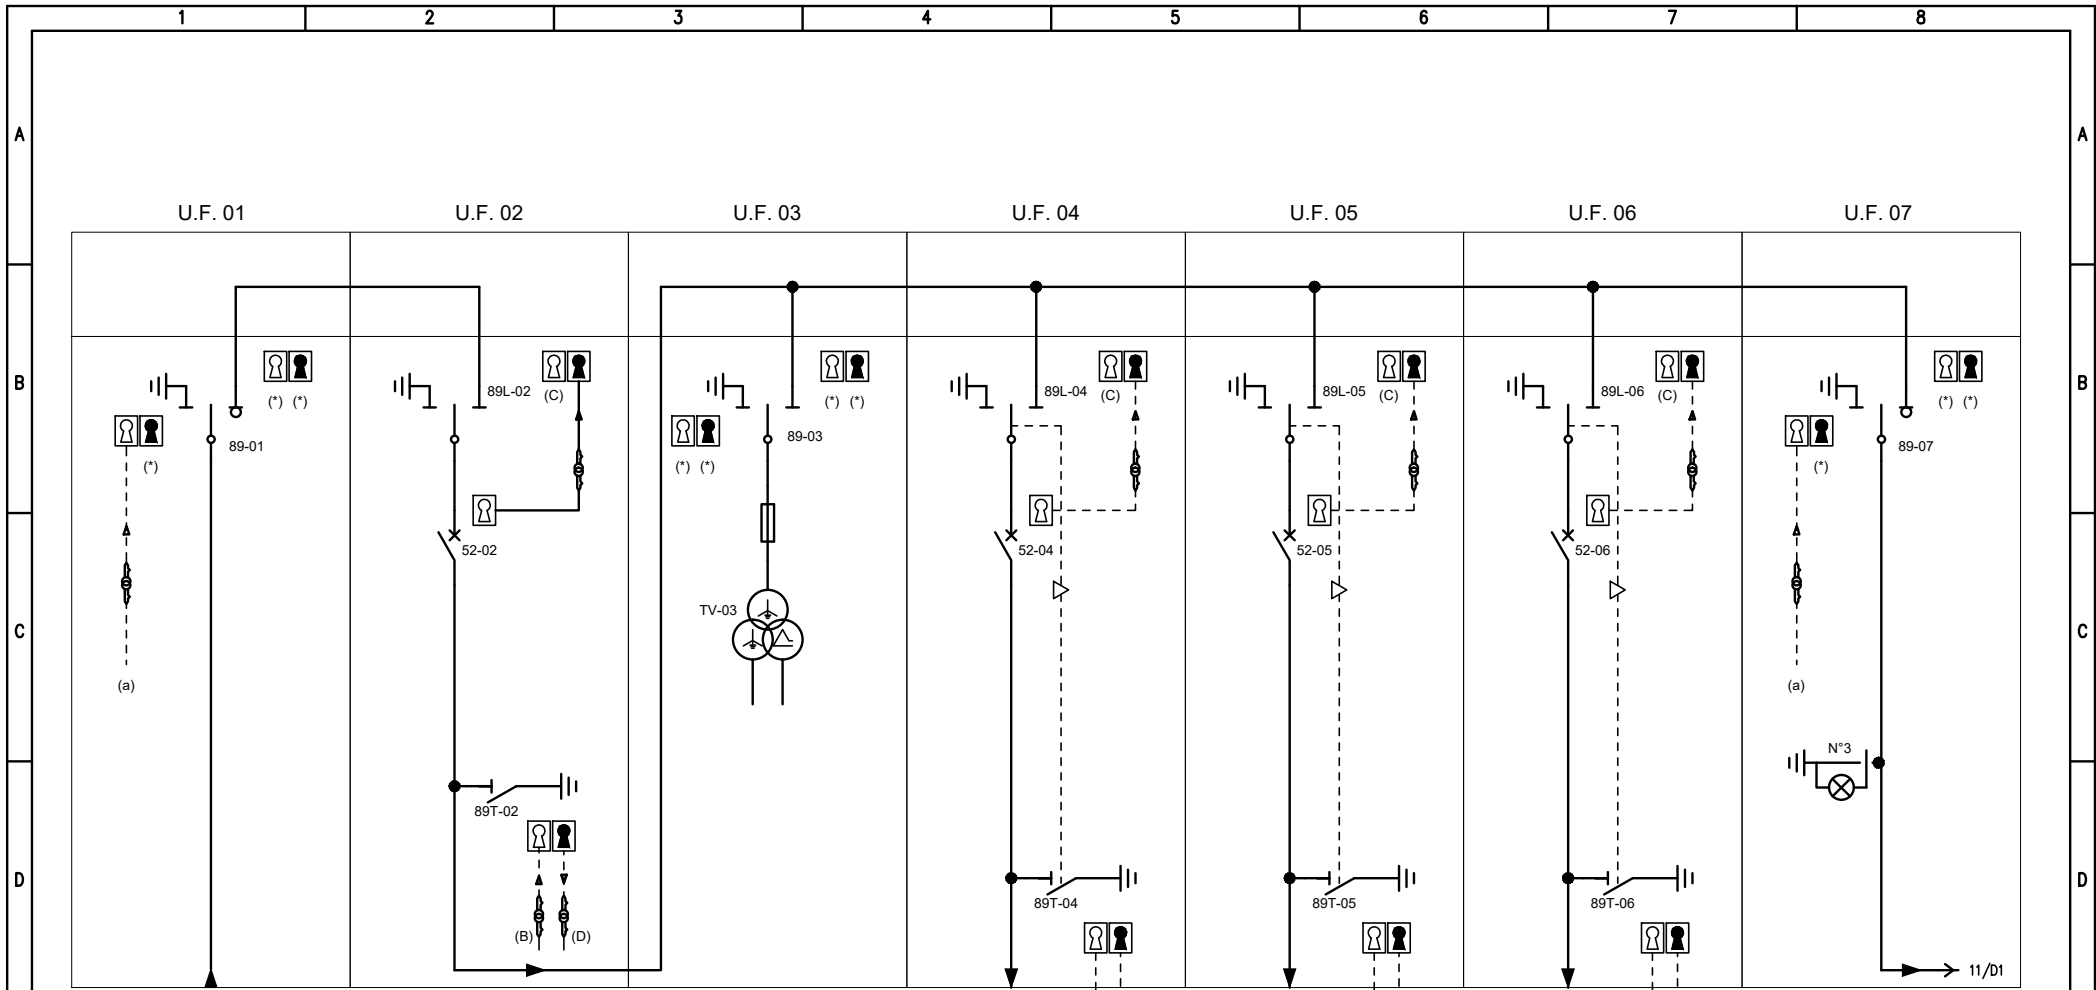 1 2 3 4 5 6 7 8
A A
U.F. 01 U.F. 02 U.F. 03 U.F. 04 U.F. 05 U.F. 06 U.F. 07
B B
89L-02 89L-04 89L-05 89L-06
(*) (*) (C) (*) (*) (C) (C) (C) (*) (*)
89-01 89-03 89-07
(*) (*) (*) (*)
52-02 52-04 52-05 52-06
TV-03
C C
(a) (a)
N°3
89T-02
D D
89T-04 89T-05 89T-06
(B) (D)
11/D1